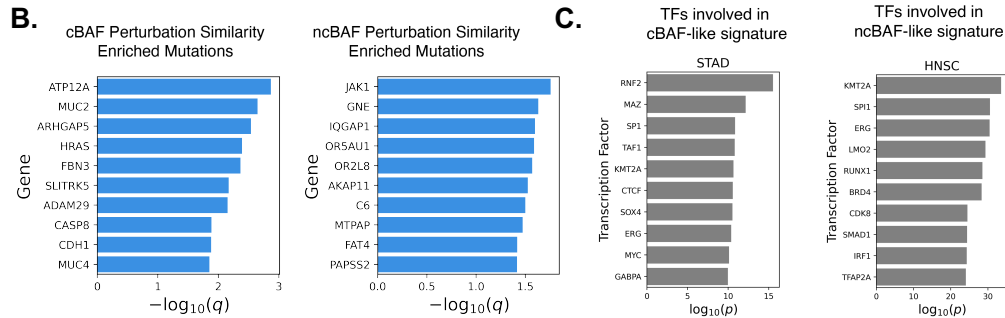 B.
cBAF Perturbation Similarity
Enriched Mutations
Gene
ATP12A
MUC2
ARHGAP5
HRAS
FBN3
SLITRK5
ADAM29
CASP8
CDH1
MUC4
0 1 2 3
−log₁₀(q)
ncBAF Perturbation Similarity
Enriched Mutations
Gene
JAK1
GNE
IQGAP1
OR5AU1
OR2L8
AKAP11
C6
MTPAP
FAT4
PAPSS2
0.0 0.5 1.0 1.5
−log₁₀(q)
C.
TFs involved in
cBAF-like signature
STAD
Transcription Factor
RNF2
MAZ
SP1
TAF1
KMT2A
CTCF
SOX4
ERG
MYC
GABPA
0 5 10 15
log₁₀(p)
TFs involved in
ncBAF-like signature
HNSC
Transcription Factor
KMT2A
SPI1
ERG
LMO2
RUNX1
BRD4
CDK8
SMAD1
IRF1
TFAP2A
0 10 20 30
log₁₀(p)